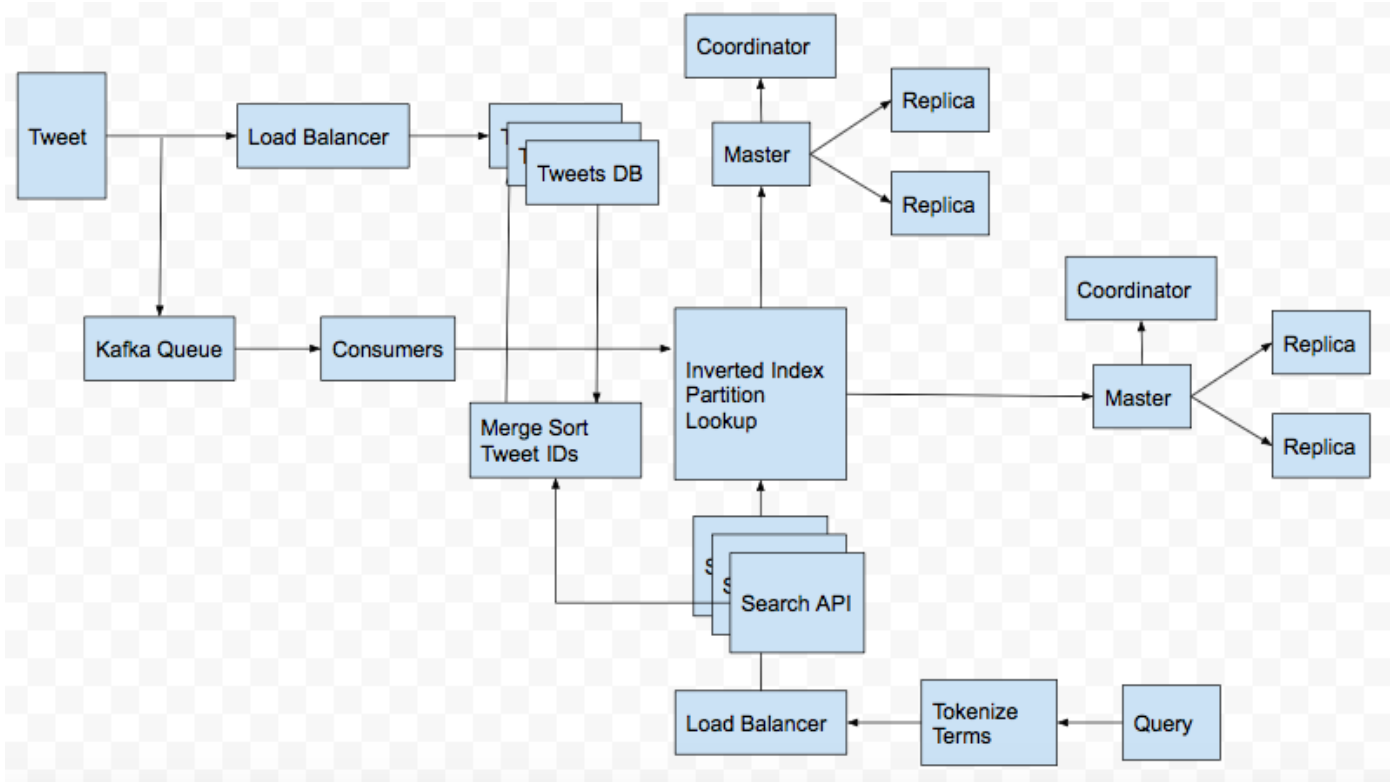 Coordinator
Replica
Tweet
Load Balancer
T
T
Tweets DB
Master
Replica
Coordinator
Kafka Queue
Consumers
Inverted Index
Partition
Lookup
Replica
Master
Merge Sort
Tweet IDs
Replica
S
S
Search API
Load Balancer
Tokenize
Terms
Query